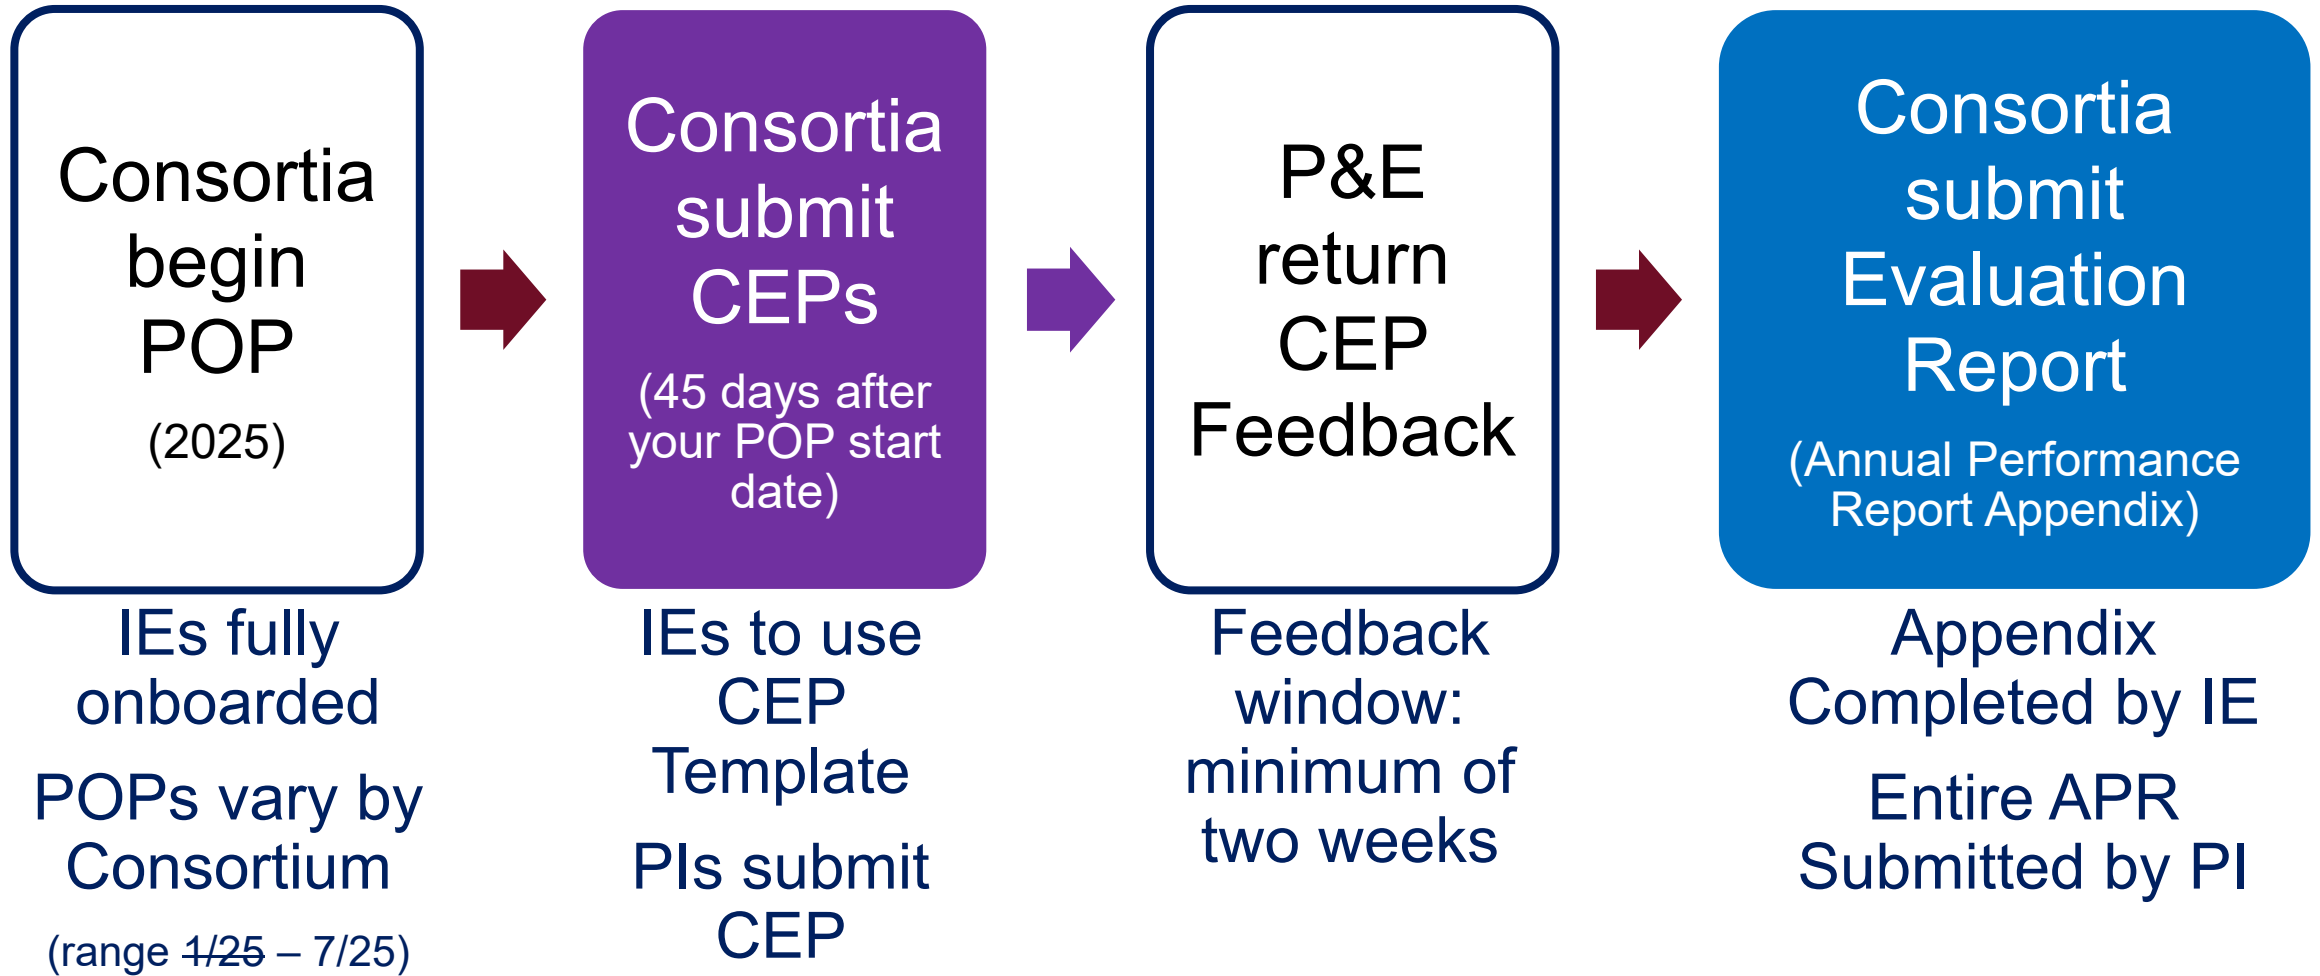 Consortia
begin
POP
(2025)
IEs fully
onboarded
POPs vary by
Consortium
(range 1/25 – 7/25)
Consortia
submit
CEPs
(45 days after
your POP start
date)
IEs to use
CEP
Template
PIs submit
CEP
P&E
return
CEP
Feedback
Feedback
window:
minimum of
two weeks
Consortia
submit
Evaluation
Report
(Annual Performance
Report Appendix)
Appendix
Completed by IE
Entire APR
Submitted by PI